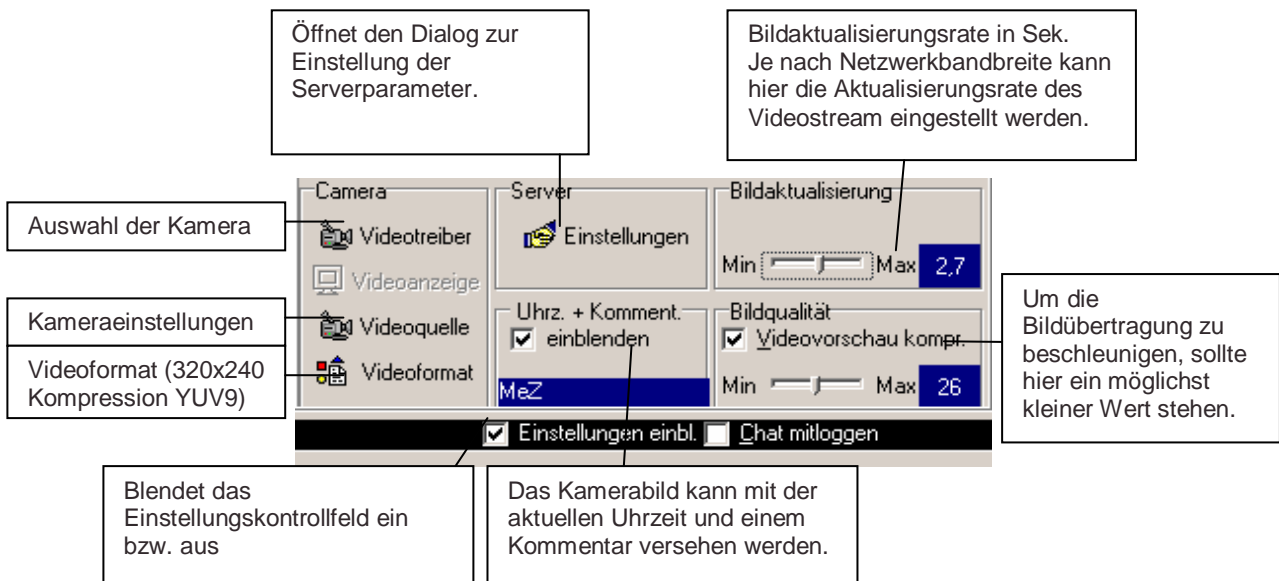 Öffnet den Dialog zur
Einstellung der
Serverparameter.
Bildaktualisierungsrate in Sek.
Je nach Netzwerkbandbreite kann
hier die Aktualisierungsrate des
Videostream eingestellt werden.
Auswahl der Kamera
Kameraeinstellungen
Videoformat (320x240
Kompression YUV9)
Camera
Videotreiber
Videoanzeige
Videoquelle
Videoformat
Server
Einstellungen
Uhrz. + Komment.
einblenden
MeZ
Bildaktualisierung
Min Max 2,7
Bildqualität
Videovorschau kompr.
Min Max 26
Einstellungen einbl. Chat mitloggen
Um die
Bildübertragung zu
beschleunigen, sollte
hier ein möglichst
kleiner Wert stehen.
Blendet das
Einstellungskontrollfeld ein
bzw. aus
Das Kamerabild kann mit der
aktuellen Uhrzeit und einem
Kommentar versehen werden.